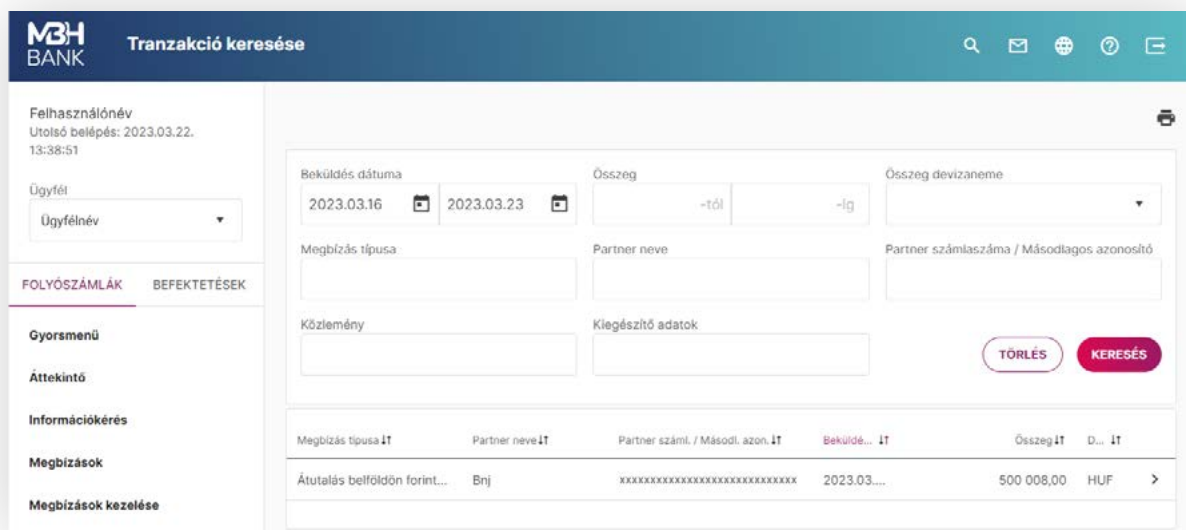 MBH
BANK
Tranzakció keresése
Felhasználónév
Utolsó belépés: 2023.03.22.
13:38:51
Ügyfél
Ügyfélnév
FOLYÓSZÁMLÁK BEFEKTETÉSEK
Gyorsmenü
Áttekintő
Információkérés
Megbízások
Megbízások kezelése
Beküldés dátuma Összeg Összeg devizaneme
2023.03.16 2023.03.23 -tól -ig
Megbízás típusa Partner neve Partner számlaszáma / Másodlagos azonosító
Közlemény Kiegészítő adatok
TÖRLÉS KERESÉS
Megbízás típusa Partner neve Partner száml. / Másodl. azon. Beküldé... Összeg D...
Átutalás belföldön forint... Bnj xxxxxxxxxxxxxxxxxxxxxxxxxxxx 2023.03.... 500 008,00 HUF